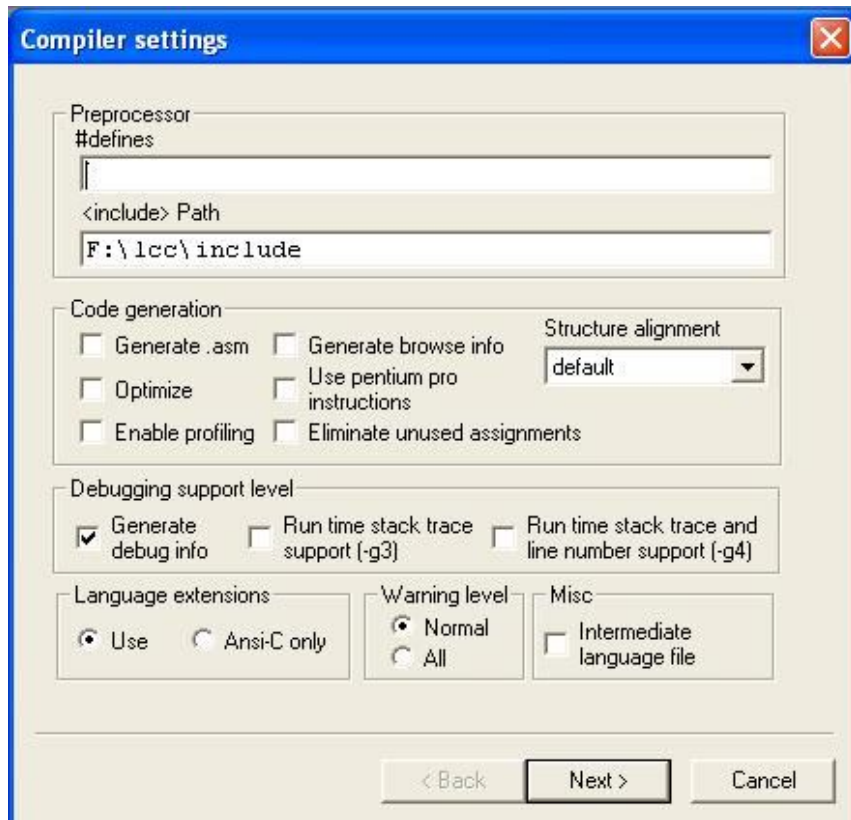 Compiler settings
Preprocessor
#defines
<include> Path
F:\lcc\include
Code generation
Structure alignment
Generate .asm
Generate browse info
default
Optimize
Use pentium pro
instructions
Enable profiling
Eliminate unused assignments
Debugging support level
Generate
debug info
Run time stack trace
support (-g3)
Run time stack trace and
line number support (-g4)
Language extensions
Use
Ansi-C only
Warning level
Normal
All
Misc
Intermediate
language file
< Back
Next >
Cancel